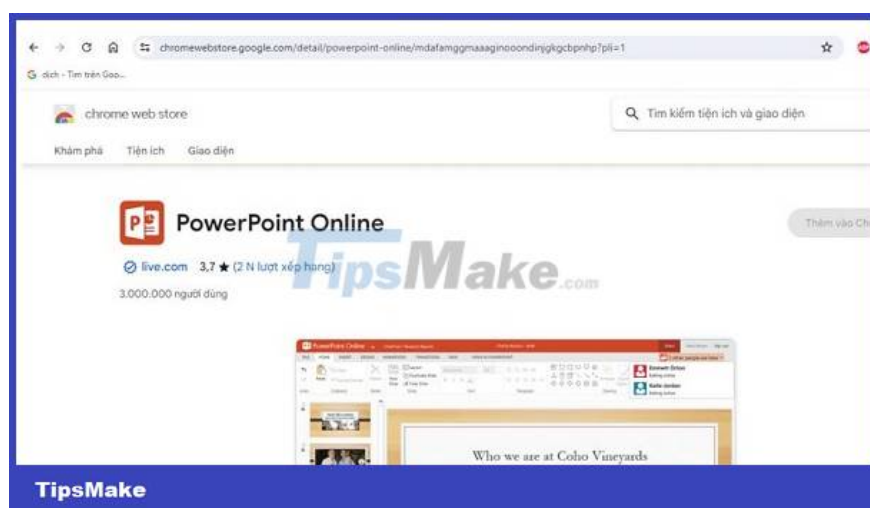 chromewebstore.google.com/detail/powerpoint-online/mdafamggmaaaginooondinjgkgcbpnhp?pli=1
dịch - Tìm trên Goo...
chrome web store
Tìm kiếm tiện ích và giao diện
Khám phá Tiện ích Giao diện
PowerPoint Online
Thêm vào Ch
live.com 3,7 ★ (2 N lượt xếp hạng)
3.000.000 người dùng
TipsMake.com
PowerPoint Online
Who we are at Coho Vineyards
TipsMake